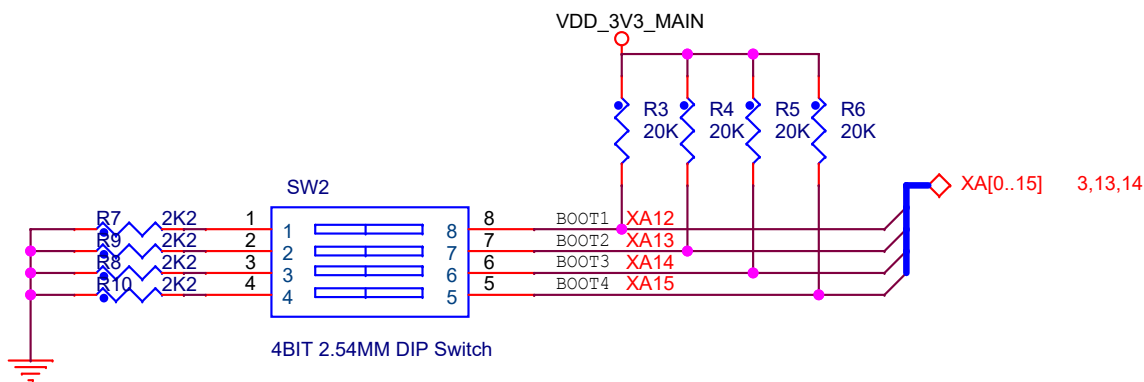 VDD_3V3_MAIN
R3 R4 R5 R6
20K 20K 20K 20K
XA[0..15] 3,13,14
SW2
R7 2K2 1 1 8 8 BOOT1 XA12
R9 2K2 2 2 7 7 BOOT2 XA13
R8 2K2 3 3 6 6 BOOT3 XA14
R10 2K2 4 4 5 5 BOOT4 XA15
4BIT 2.54MM DIP Switch